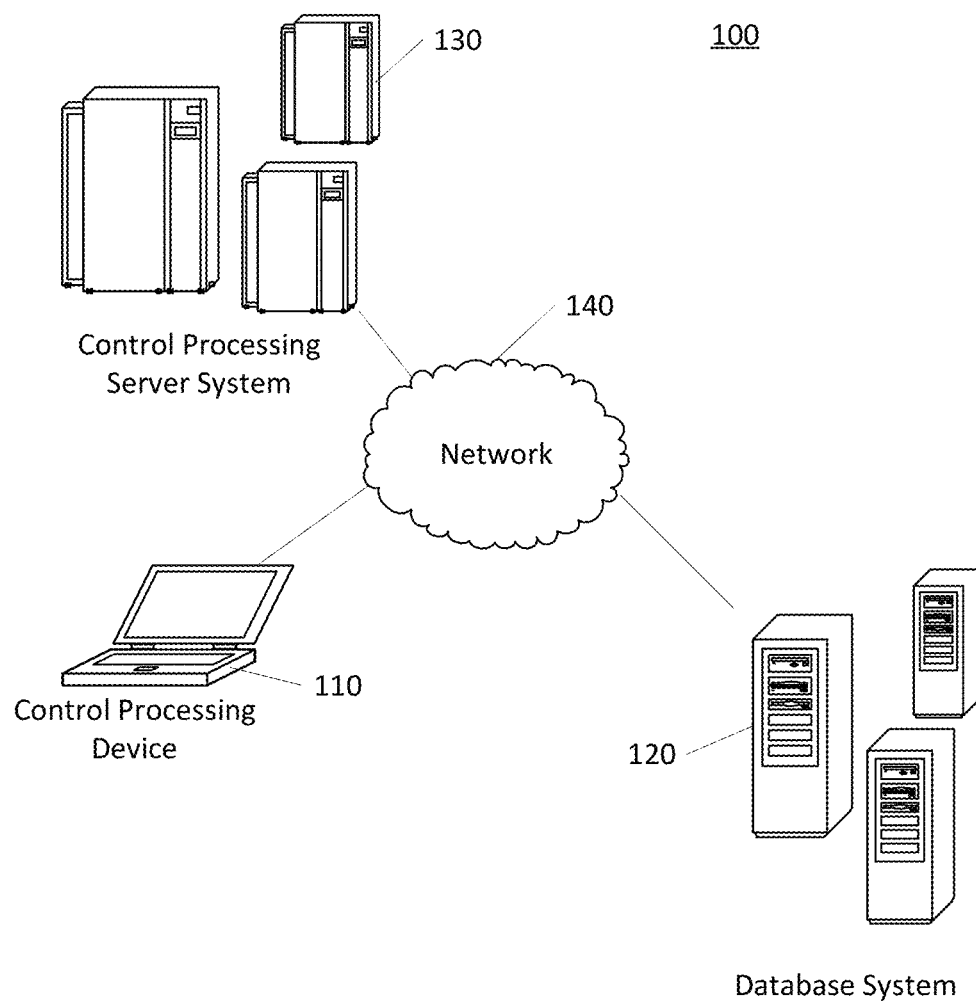 130
100
140
Control Processing
Server System
Network
110
Control Processing
Device
120
Database System